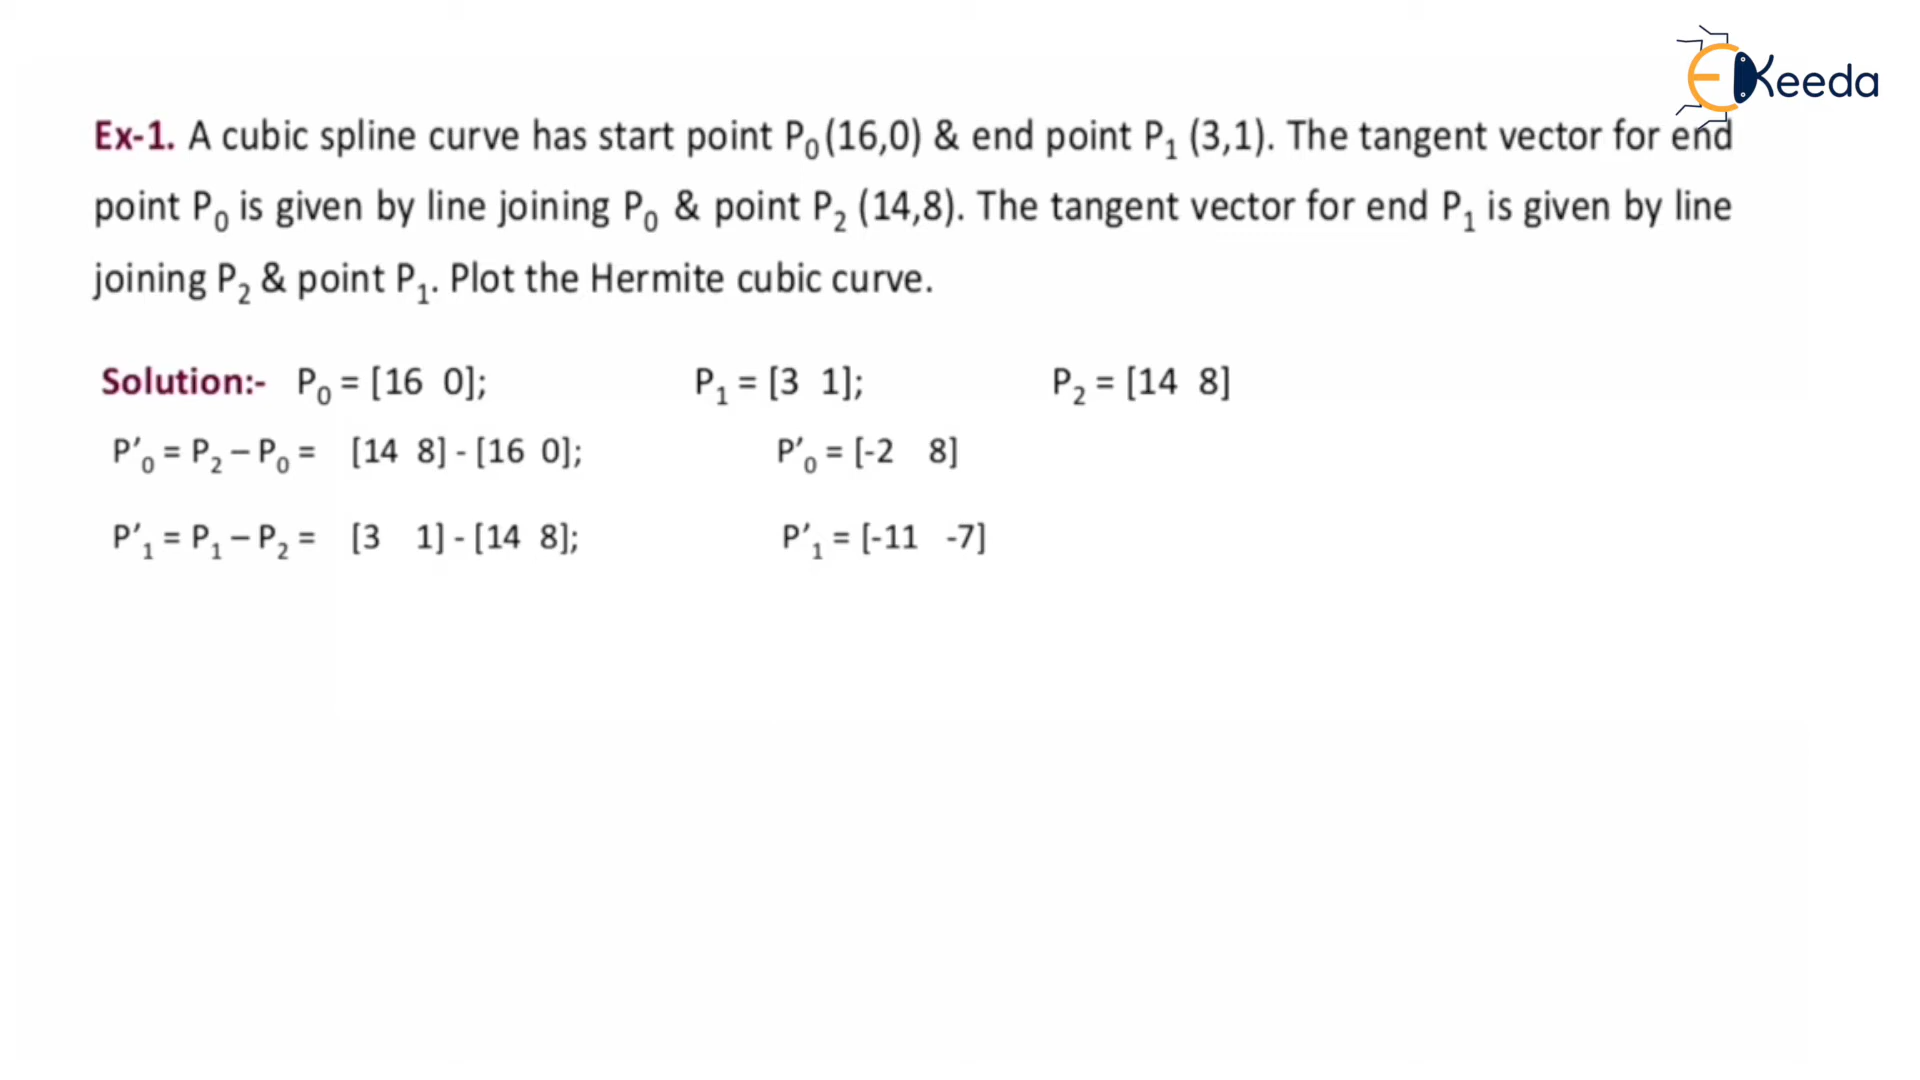 EKeeda
Ex-1. A cubic spline curve has start point P₀(16,0) & end point P₁ (3,1). The tangent vector for end
point P₀ is given by line joining P₀ & point P₂ (14,8). The tangent vector for end P₁ is given by line
joining P₂ & point P₁. Plot the Hermite cubic curve.
Solution:- P₀ = [16 0]; P₁ = [3 1]; P₂ = [14 8]
P′₀ = P₂ – P₀ = [14 8] - [16 0]; P′₀ = [-2 8]
P′₁ = P₁ – P₂ = [3 1] - [14 8]; P′₁ = [-11 -7]